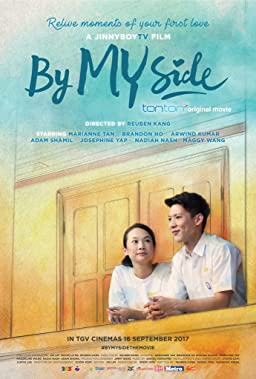 Relive moments of your first love
A JINNYBOYTV FILM
By MY Side
tonton original movie
DIRECTED BY REUBEN KANG
STARRING MARIANNE TAN BRANDON HO ARWIND KUMAR
ADAM SHAMIL JOSEPHINE YAP NADIAH NASH MAGGY WANG
IN TGV CINEMAS 16 SEPTEMBER 2017
#BYMYSIDETHEMOVIE